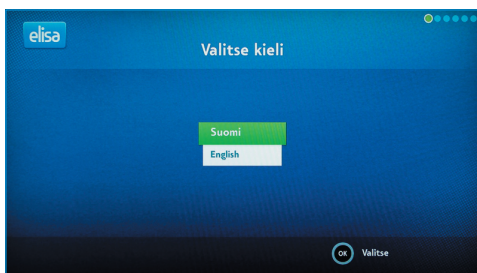 elisa
Valitse kieli
Suomi
English
OK Valitse